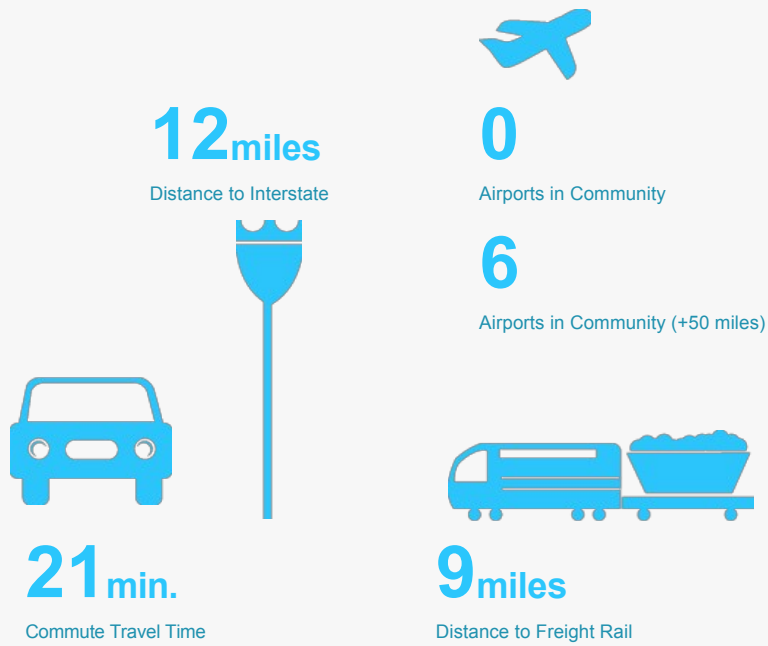 12miles
Distance to Interstate
0
Airports in Community
6
Airports in Community (+50 miles)
21min.
Commute Travel Time
9miles
Distance to Freight Rail